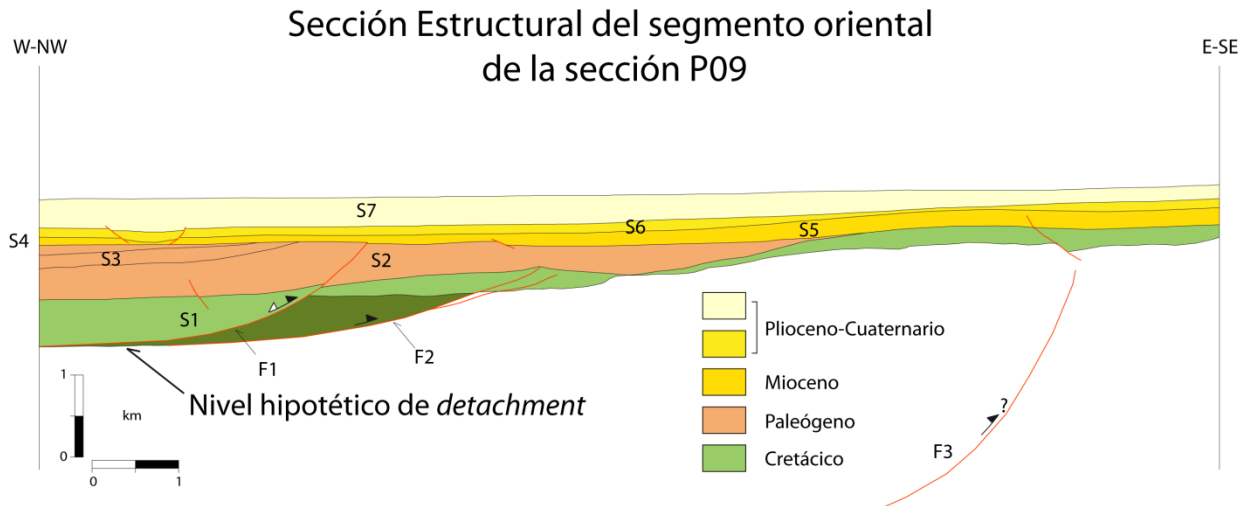 Sección Estructural del segmento oriental
de la sección P09
W-NW
E-SE
S7
S6
S5
S4
S3
S2
S1
F1
F2
Nivel hipotético de detachment
1
0
km
0
1
Plioceno-Cuaternario
Mioceno
Paleógeno
Cretácico
?
F3